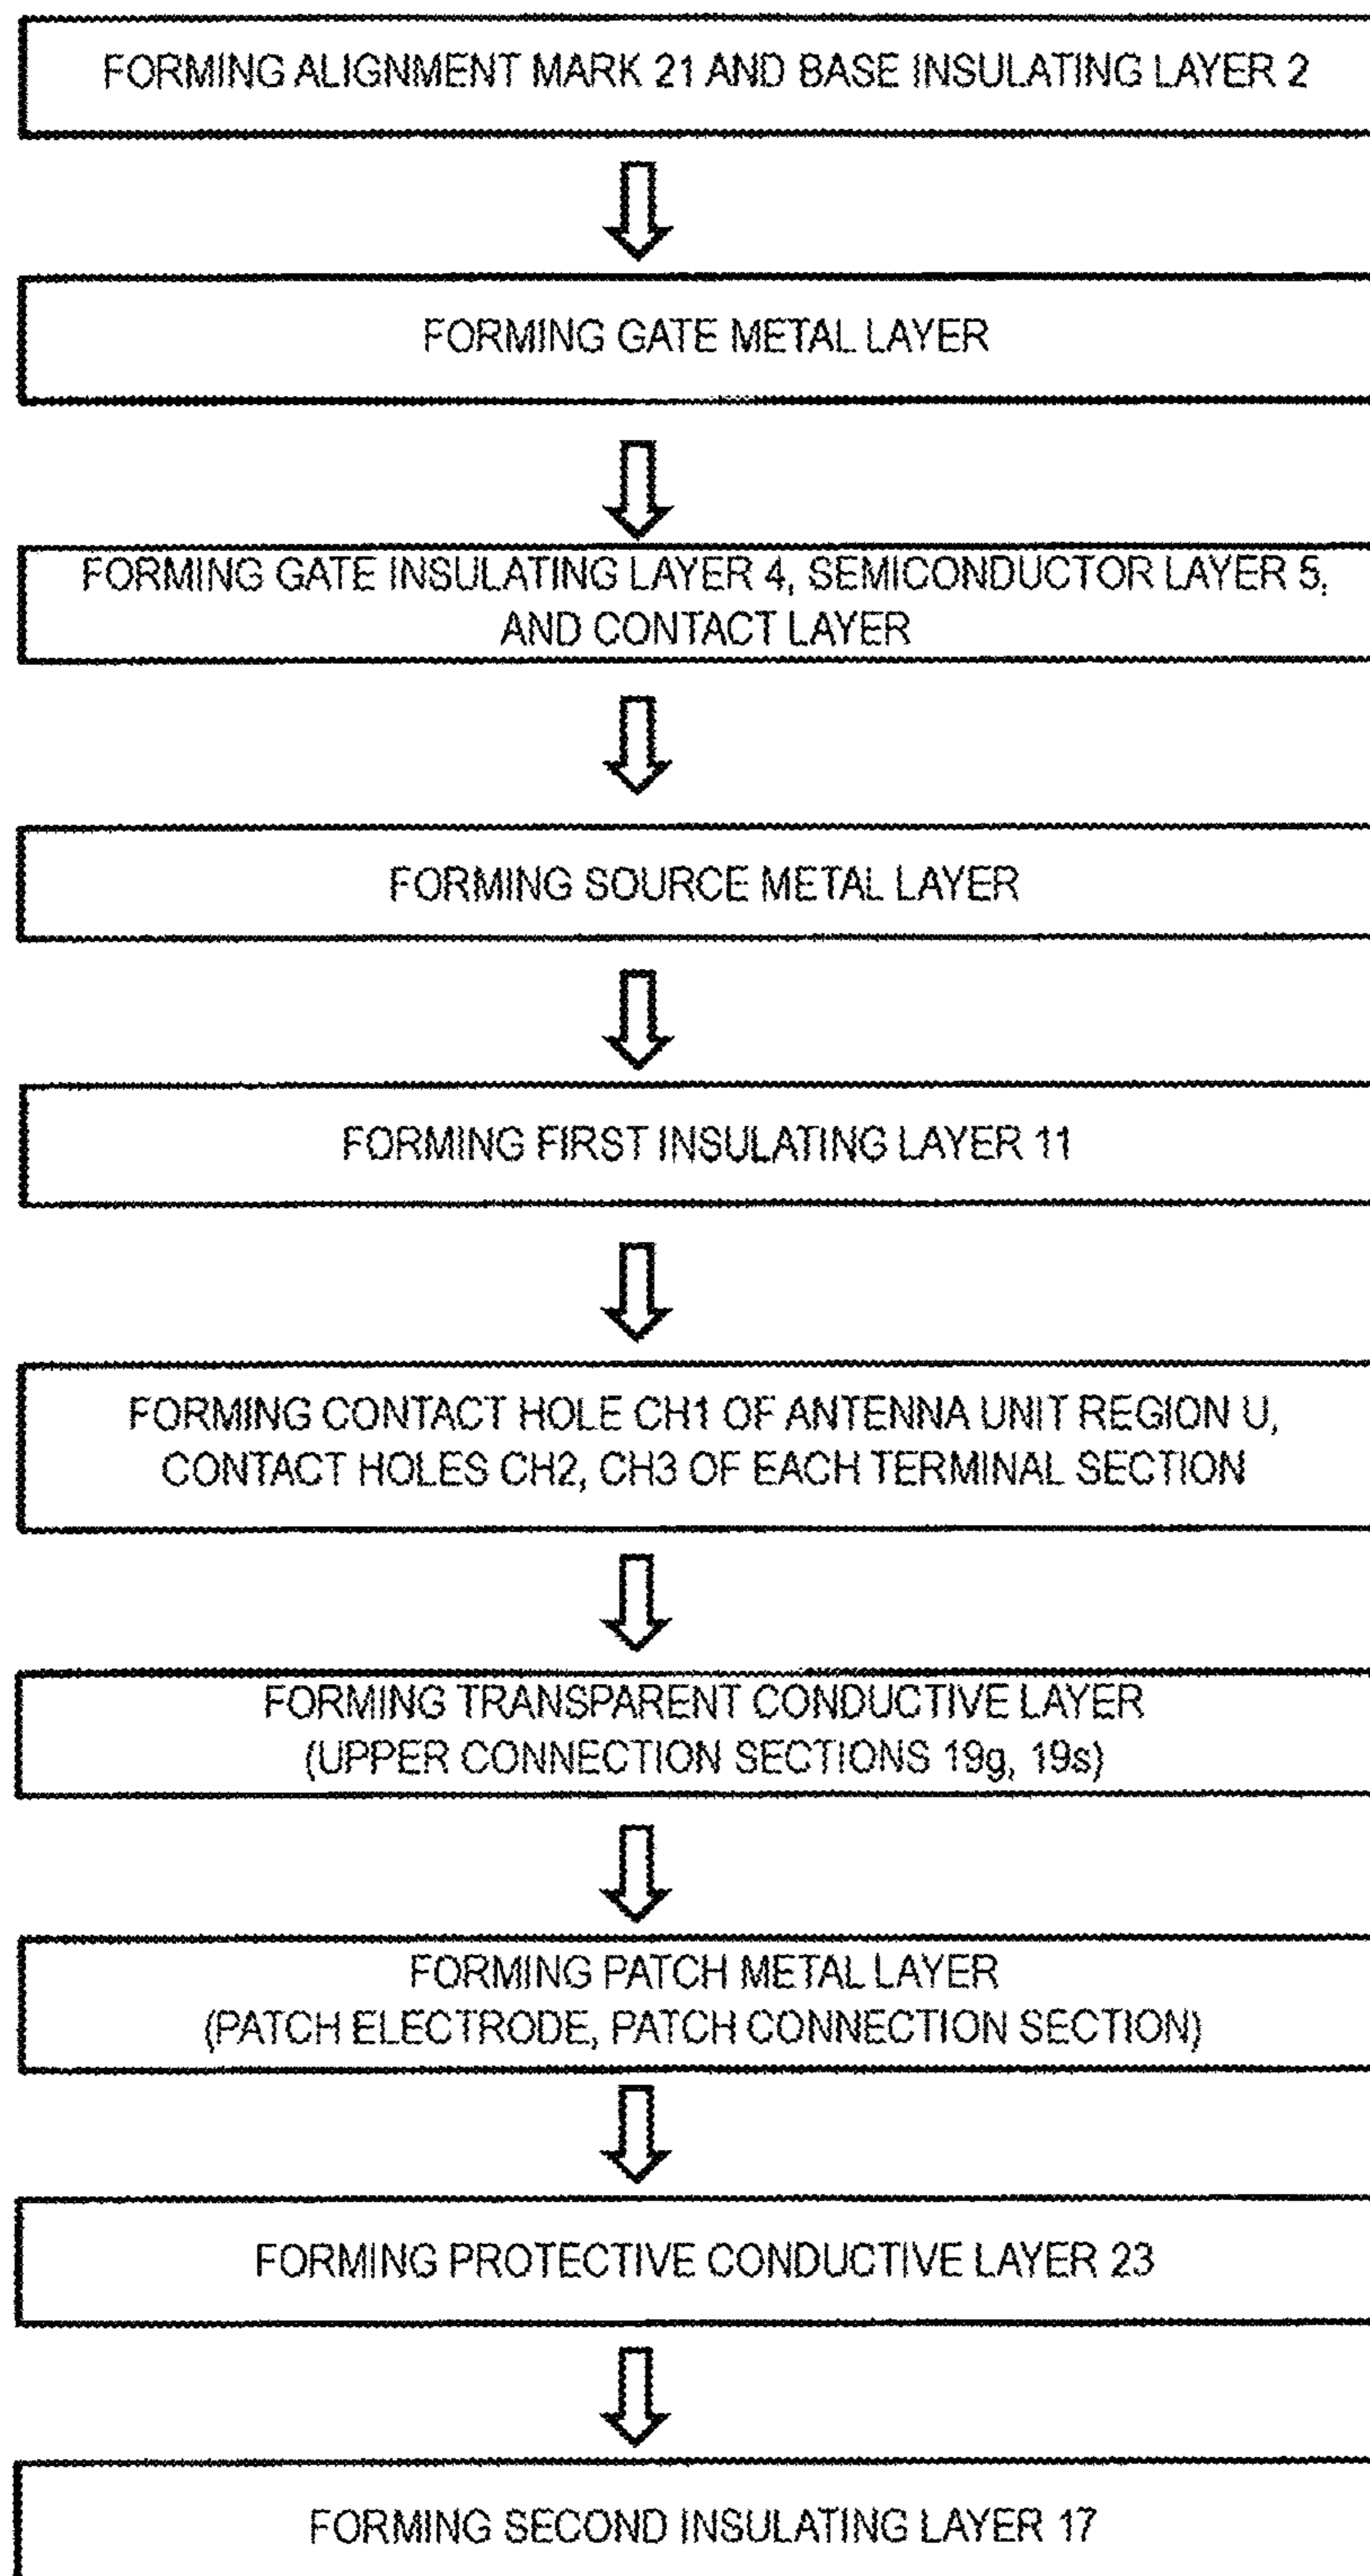 FORMING ALIGNMENT MARK 21 AND BASE INSULATING LAYER 2
FORMING GATE METAL LAYER
FORMING GATE INSULATING LAYER 4, SEMICONDUCTOR LAYER 5,
AND CONTACT LAYER
FORMING SOURCE METAL LAYER
FORMING FIRST INSULATING LAYER 11
FORMING CONTACT HOLE CH1 OF ANTENNA UNIT REGION U,
CONTACT HOLES CH2, CH3 OF EACH TERMINAL SECTION
FORMING TRANSPARENT CONDUCTIVE LAYER
(UPPER CONNECTION SECTIONS 19g, 19s)
FORMING PATCH METAL LAYER
(PATCH ELECTRODE, PATCH CONNECTION SECTION)
FORMING PROTECTIVE CONDUCTIVE LAYER 23
FORMING SECOND INSULATING LAYER 17